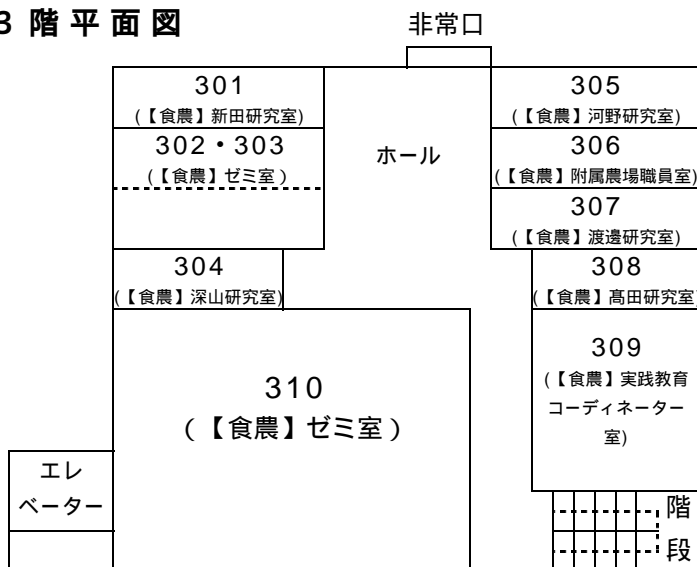 3 階 平 面 図
非常口
301
(【食農】新田研究室)
302・303
(【食農】ゼミ室)
304
(【食農】深山研究室)
ホール
305
(【食農】河野研究室)
306
(【食農】附属農場職員室)
307
(【食農】渡邊研究室)
308
(【食農】髙田研究室)
309
(【食農】実践教育
コーディネーター
室)
310
(【食農】ゼミ室)
エレ
ベーター
階
段